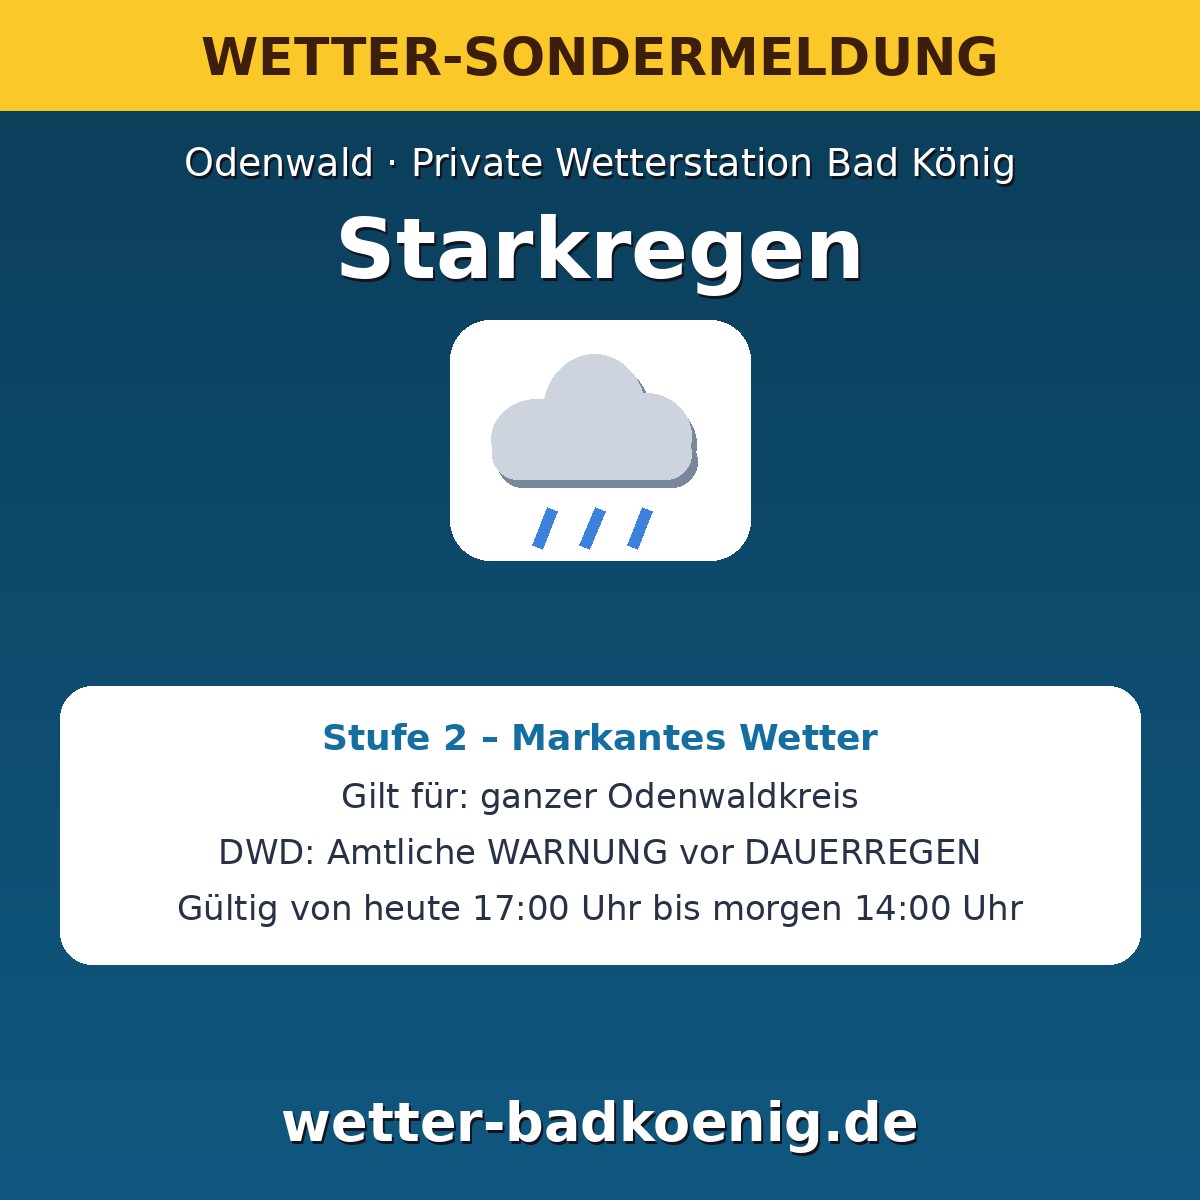 WETTER-SONDERMELDUNG
Odenwald · Private Wetterstation Bad König
Starkregen
Stufe 2 – Markantes Wetter
Gilt für: ganzer Odenwaldkreis
DWD: Amtliche WARNUNG vor DAUERREGEN
Gültig von heute 17:00 Uhr bis morgen 14:00 Uhr
wetter-badkoenig.de